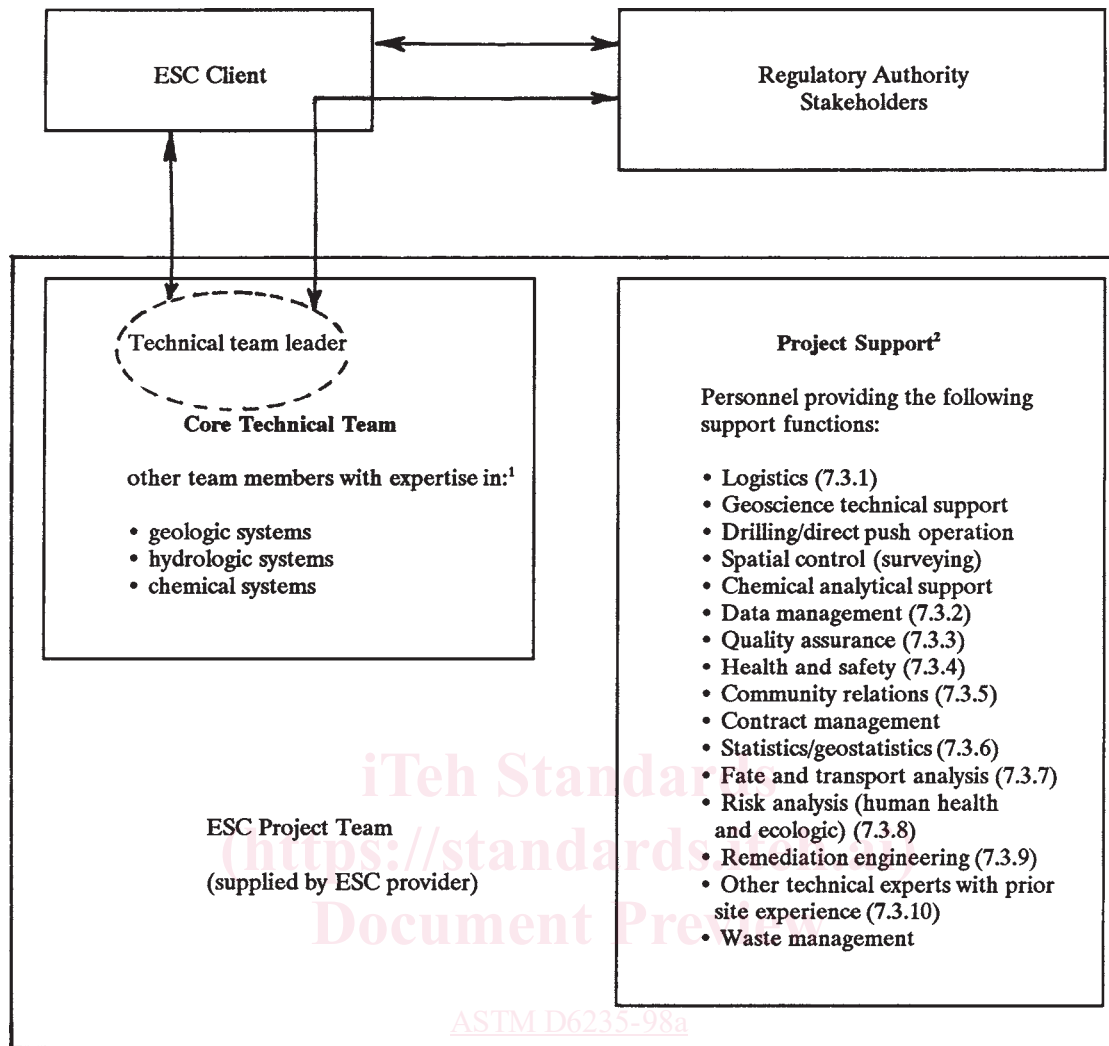 ESC Client
Regulatory Authority
Stakeholders
Technical team leader
Core Technical Team
other team members with expertise in:¹
• geologic systems
• hydrologic systems
• chemical systems
ESC Project Team
(supplied by ESC provider)
Project Support²
Personnel providing the following
support functions:
• Logistics (7.3.1)
• Geoscience technical support
• Drilling/direct push operation
• Spatial control (surveying)
• Chemical analytical support
• Data management (7.3.2)
• Quality assurance (7.3.3)
• Health and safety (7.3.4)
• Community relations (7.3.5)
• Contract management
• Statistics/geostatistics (7.3.6)
• Fate and transport analysis (7.3.7)
• Risk analysis (human health
and ecologic) (7.3.8)
• Remediation engineering (7.3.9)
• Other technical experts with prior
site experience (7.3.10)
• Waste management
iTeh Standards
(https://standards.iteh.ai)
Document Preview
ASTM D6235-98a